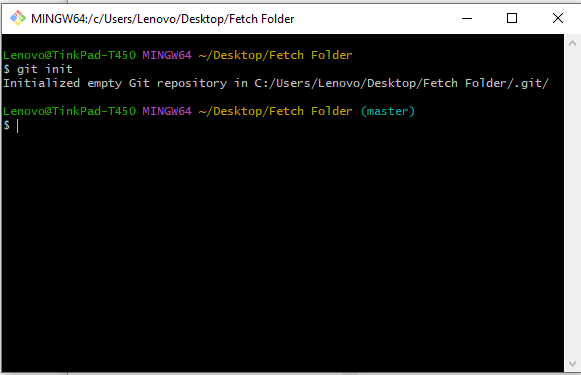 MINGW64:/c/Users/Lenovo/Desktop/Fetch Folder
Lenovo@TinkPad-T450 MINGW64 ~/Desktop/Fetch Folder
$ git init
Initialized empty Git repository in C:/Users/Lenovo/Desktop/Fetch Folder/.git/
Lenovo@TinkPad-T450 MINGW64 ~/Desktop/Fetch Folder (master)
$